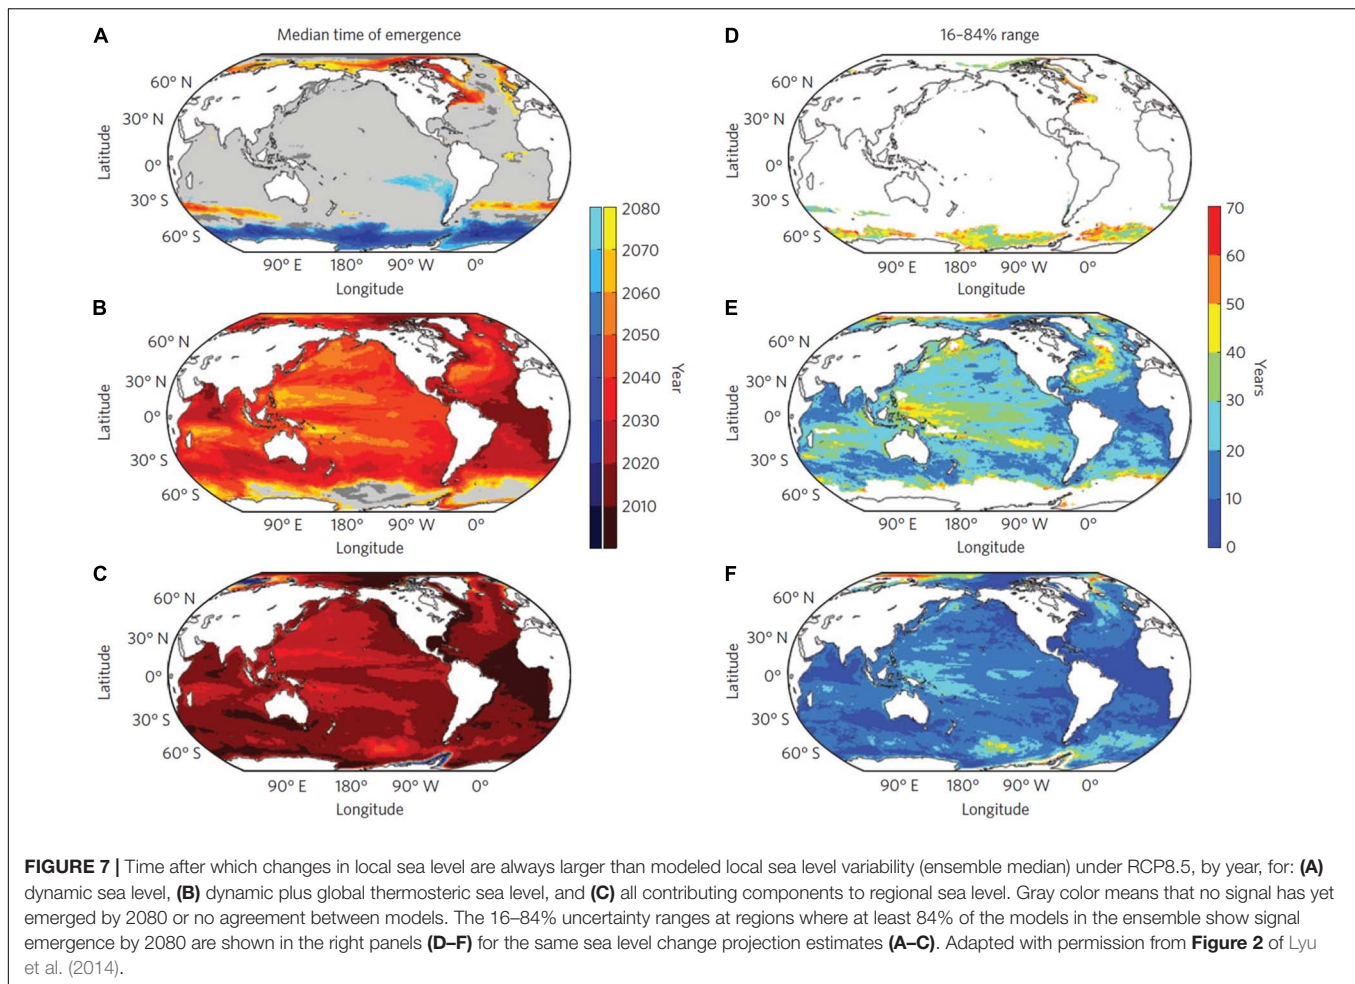 A
Median time of emergence
60° N
30° N
0°
30° S
60° S
Latitude
90° E 180° 90° W 0°
Longitude
B
60° N
30° N
0°
30° S
60° S
Latitude
90° E 180° 90° W 0°
Longitude
C
60° N
30° N
0°
30° S
60° S
Latitude
90° E 180° 90° W 0°
Longitude
2080
2070
2060
2050
2040
2030
2020
2010
Year
D
16–84% range
60° N
30° N
0°
30° S
60° S
Latitude
90° E 180° 90° W 0°
Longitude
E
60° N
30° N
0°
30° S
60° S
Latitude
90° E 180° 90° W 0°
Longitude
F
60° N
30° N
0°
30° S
60° S
Latitude
90° E 180° 90° W 0°
Longitude
70
60
50
40
30
20
10
0
Years
FIGURE 7 | Time after which changes in local sea level are always larger than modeled local sea level variability (ensemble median) under RCP8.5, by year, for: (A)
dynamic sea level, (B) dynamic plus global thermosteric sea level, and (C) all contributing components to regional sea level. Gray color means that no signal has yet
emerged by 2080 or no agreement between models. The 16–84% uncertainty ranges at regions where at least 84% of the models in the ensemble show signal
emergence by 2080 are shown in the right panels (D–F) for the same sea level change projection estimates (A–C). Adapted with permission from Figure 2 of Lyu
et al. (2014).